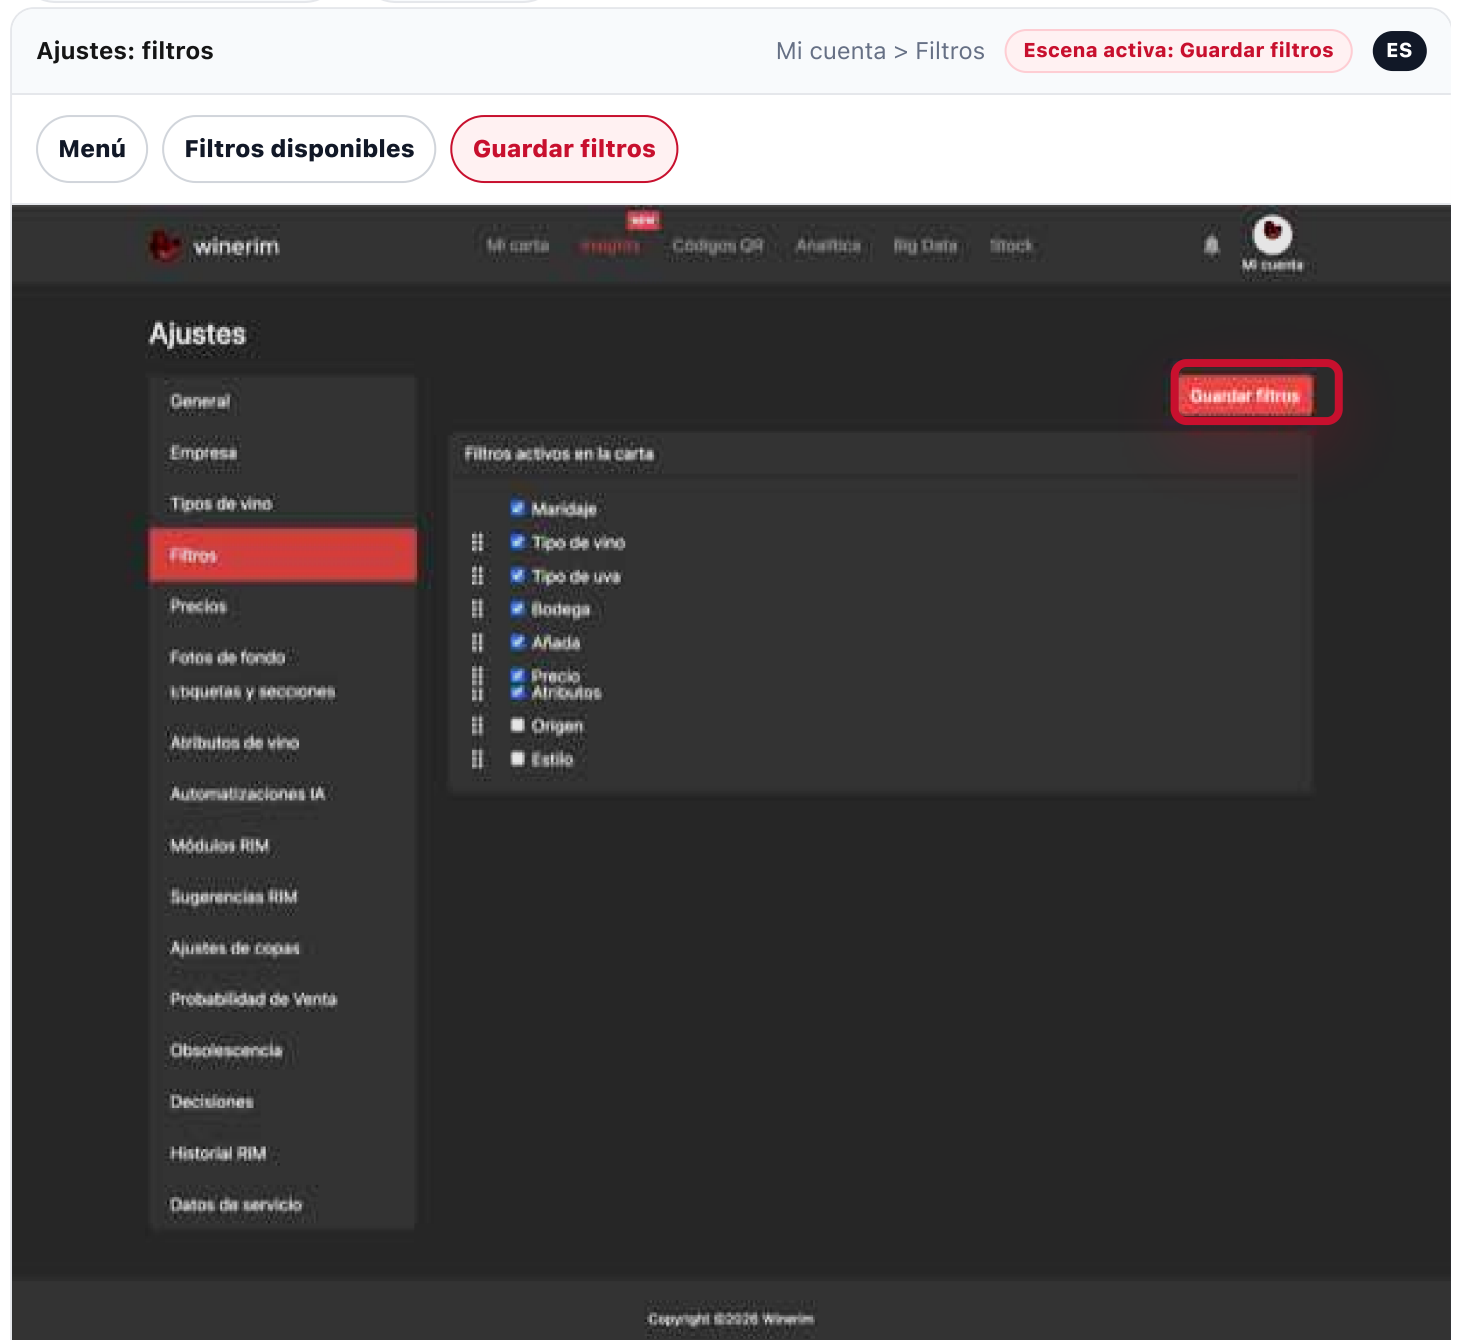 Ajustes: filtros
Mi cuenta > Filtros
Escena activa: Guardar filtros
ES
Menú
Filtros disponibles
Guardar filtros
winerim
Mi carta
NEW
Insights
Códigos QR
Analítica
Big Data
Stock
Mi cuenta
Ajustes
Guardar filtros
General
Empresa
Tipos de vino
Filtros
Precios
Fotos de fondo
Etiquetas y secciones
Atributos de vino
Automatizaciones IA
Módulos RIM
Sugerencias RIM
Ajustes de copas
Probabilidad de Venta
Obsolescencia
Decisiones
Historial RIM
Datos de servicio
Filtros activos en la carta
Maridaje
Tipo de vino
Tipo de uva
Bodega
Añada
Precio
Atributos
Origen
Estilo
Copyright ©2026 Winerim